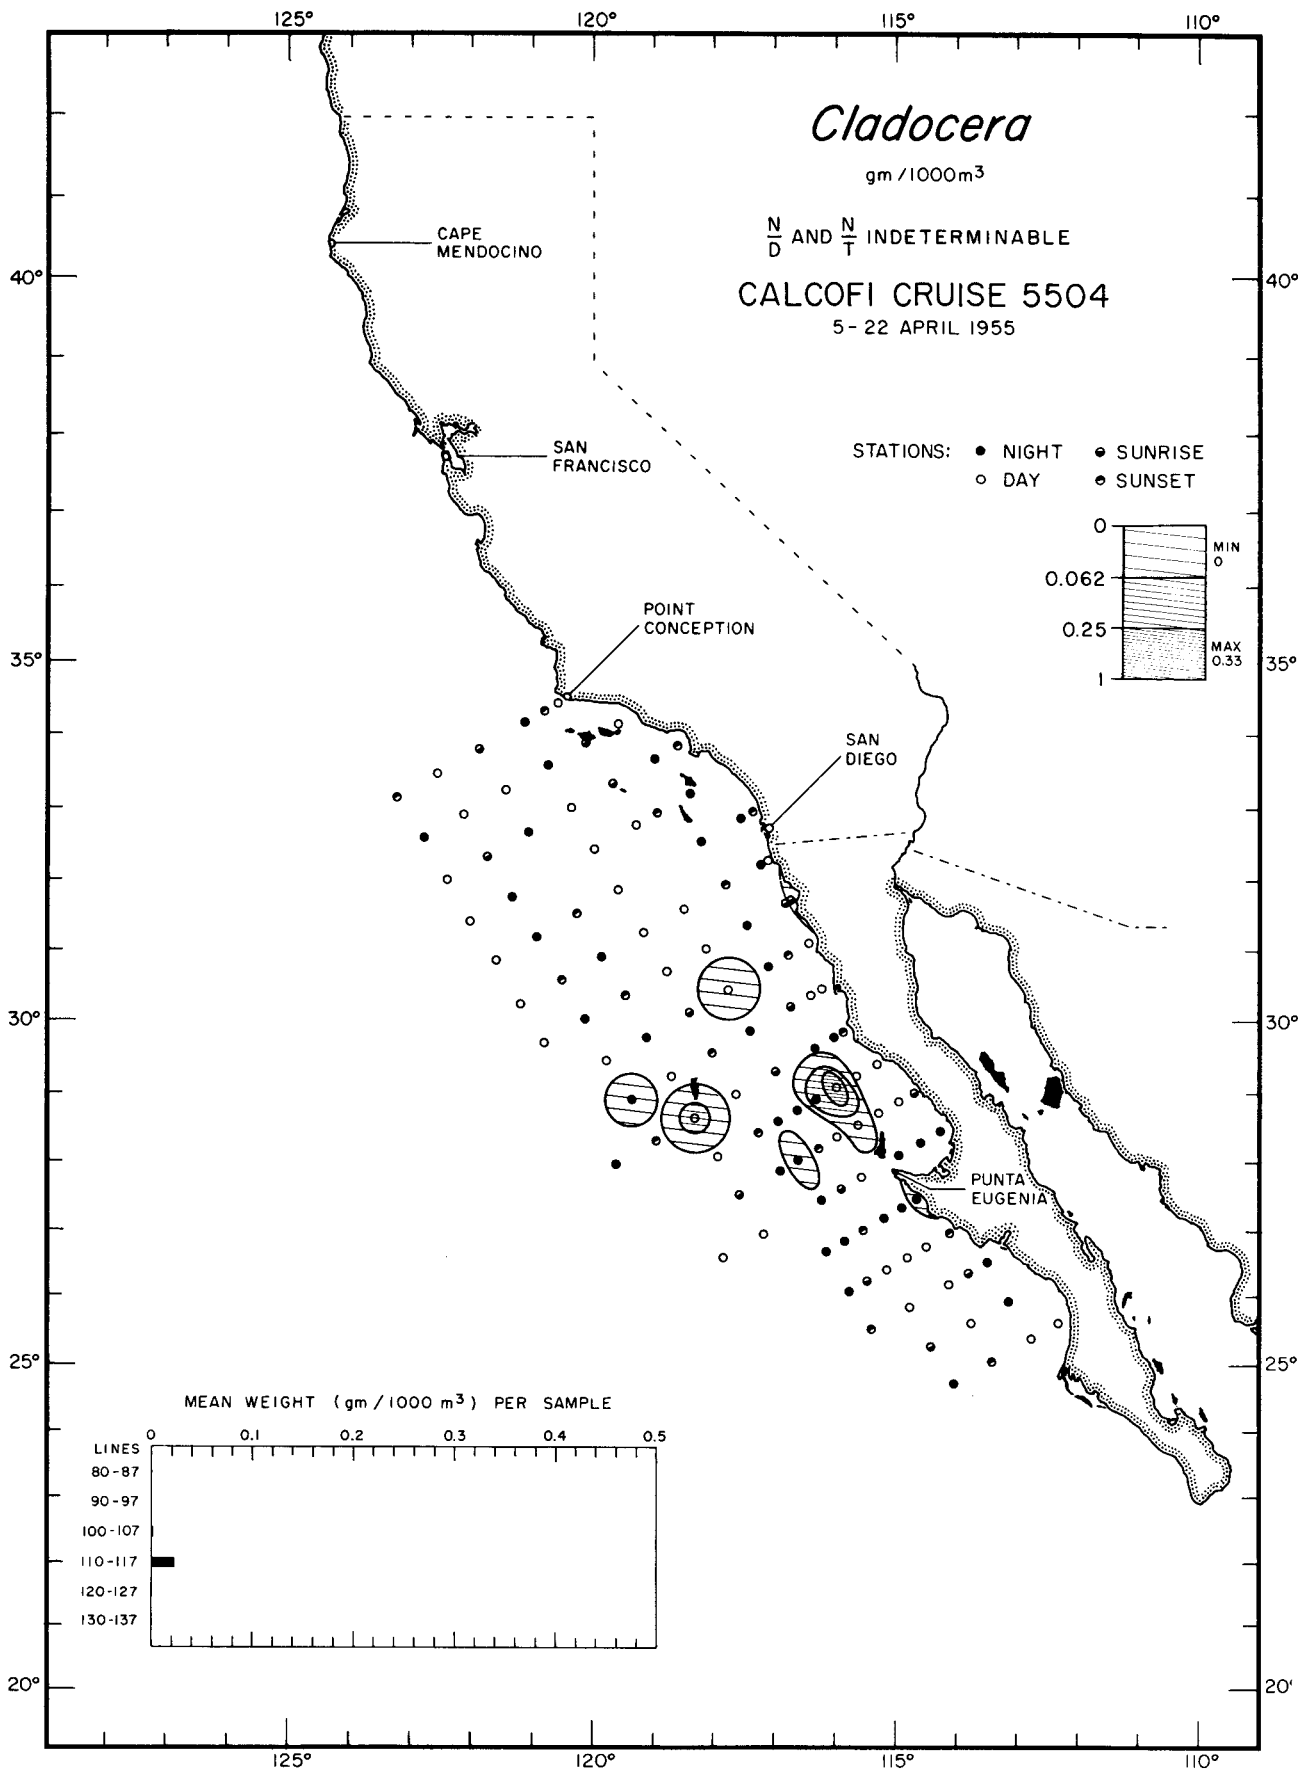 125° 120° 115° 110°
Cladocera
gm/1000m³
N/D AND N/T INDETERMINABLE
CALCOFI CRUISE 5504
5-22 APRIL 1955
CAPE
MENDOCINO
40° 40°
SAN
FRANCISCO
STATIONS: NIGHT SUNRISE
DAY SUNSET
0
MIN
0
0.062
0.25
MAX
0.33
1
POINT
CONCEPTION
35° 35°
SAN
DIEGO
30° 30°
PUNTA
EUGENIA
25° 25°
MEAN WEIGHT (gm/1000 m³) PER SAMPLE
0 0.1 0.2 0.3 0.4 0.5
LINES
80-87
90-97
100-107
110-117
120-127
130-137
20° 20°
125° 120° 115° 110°